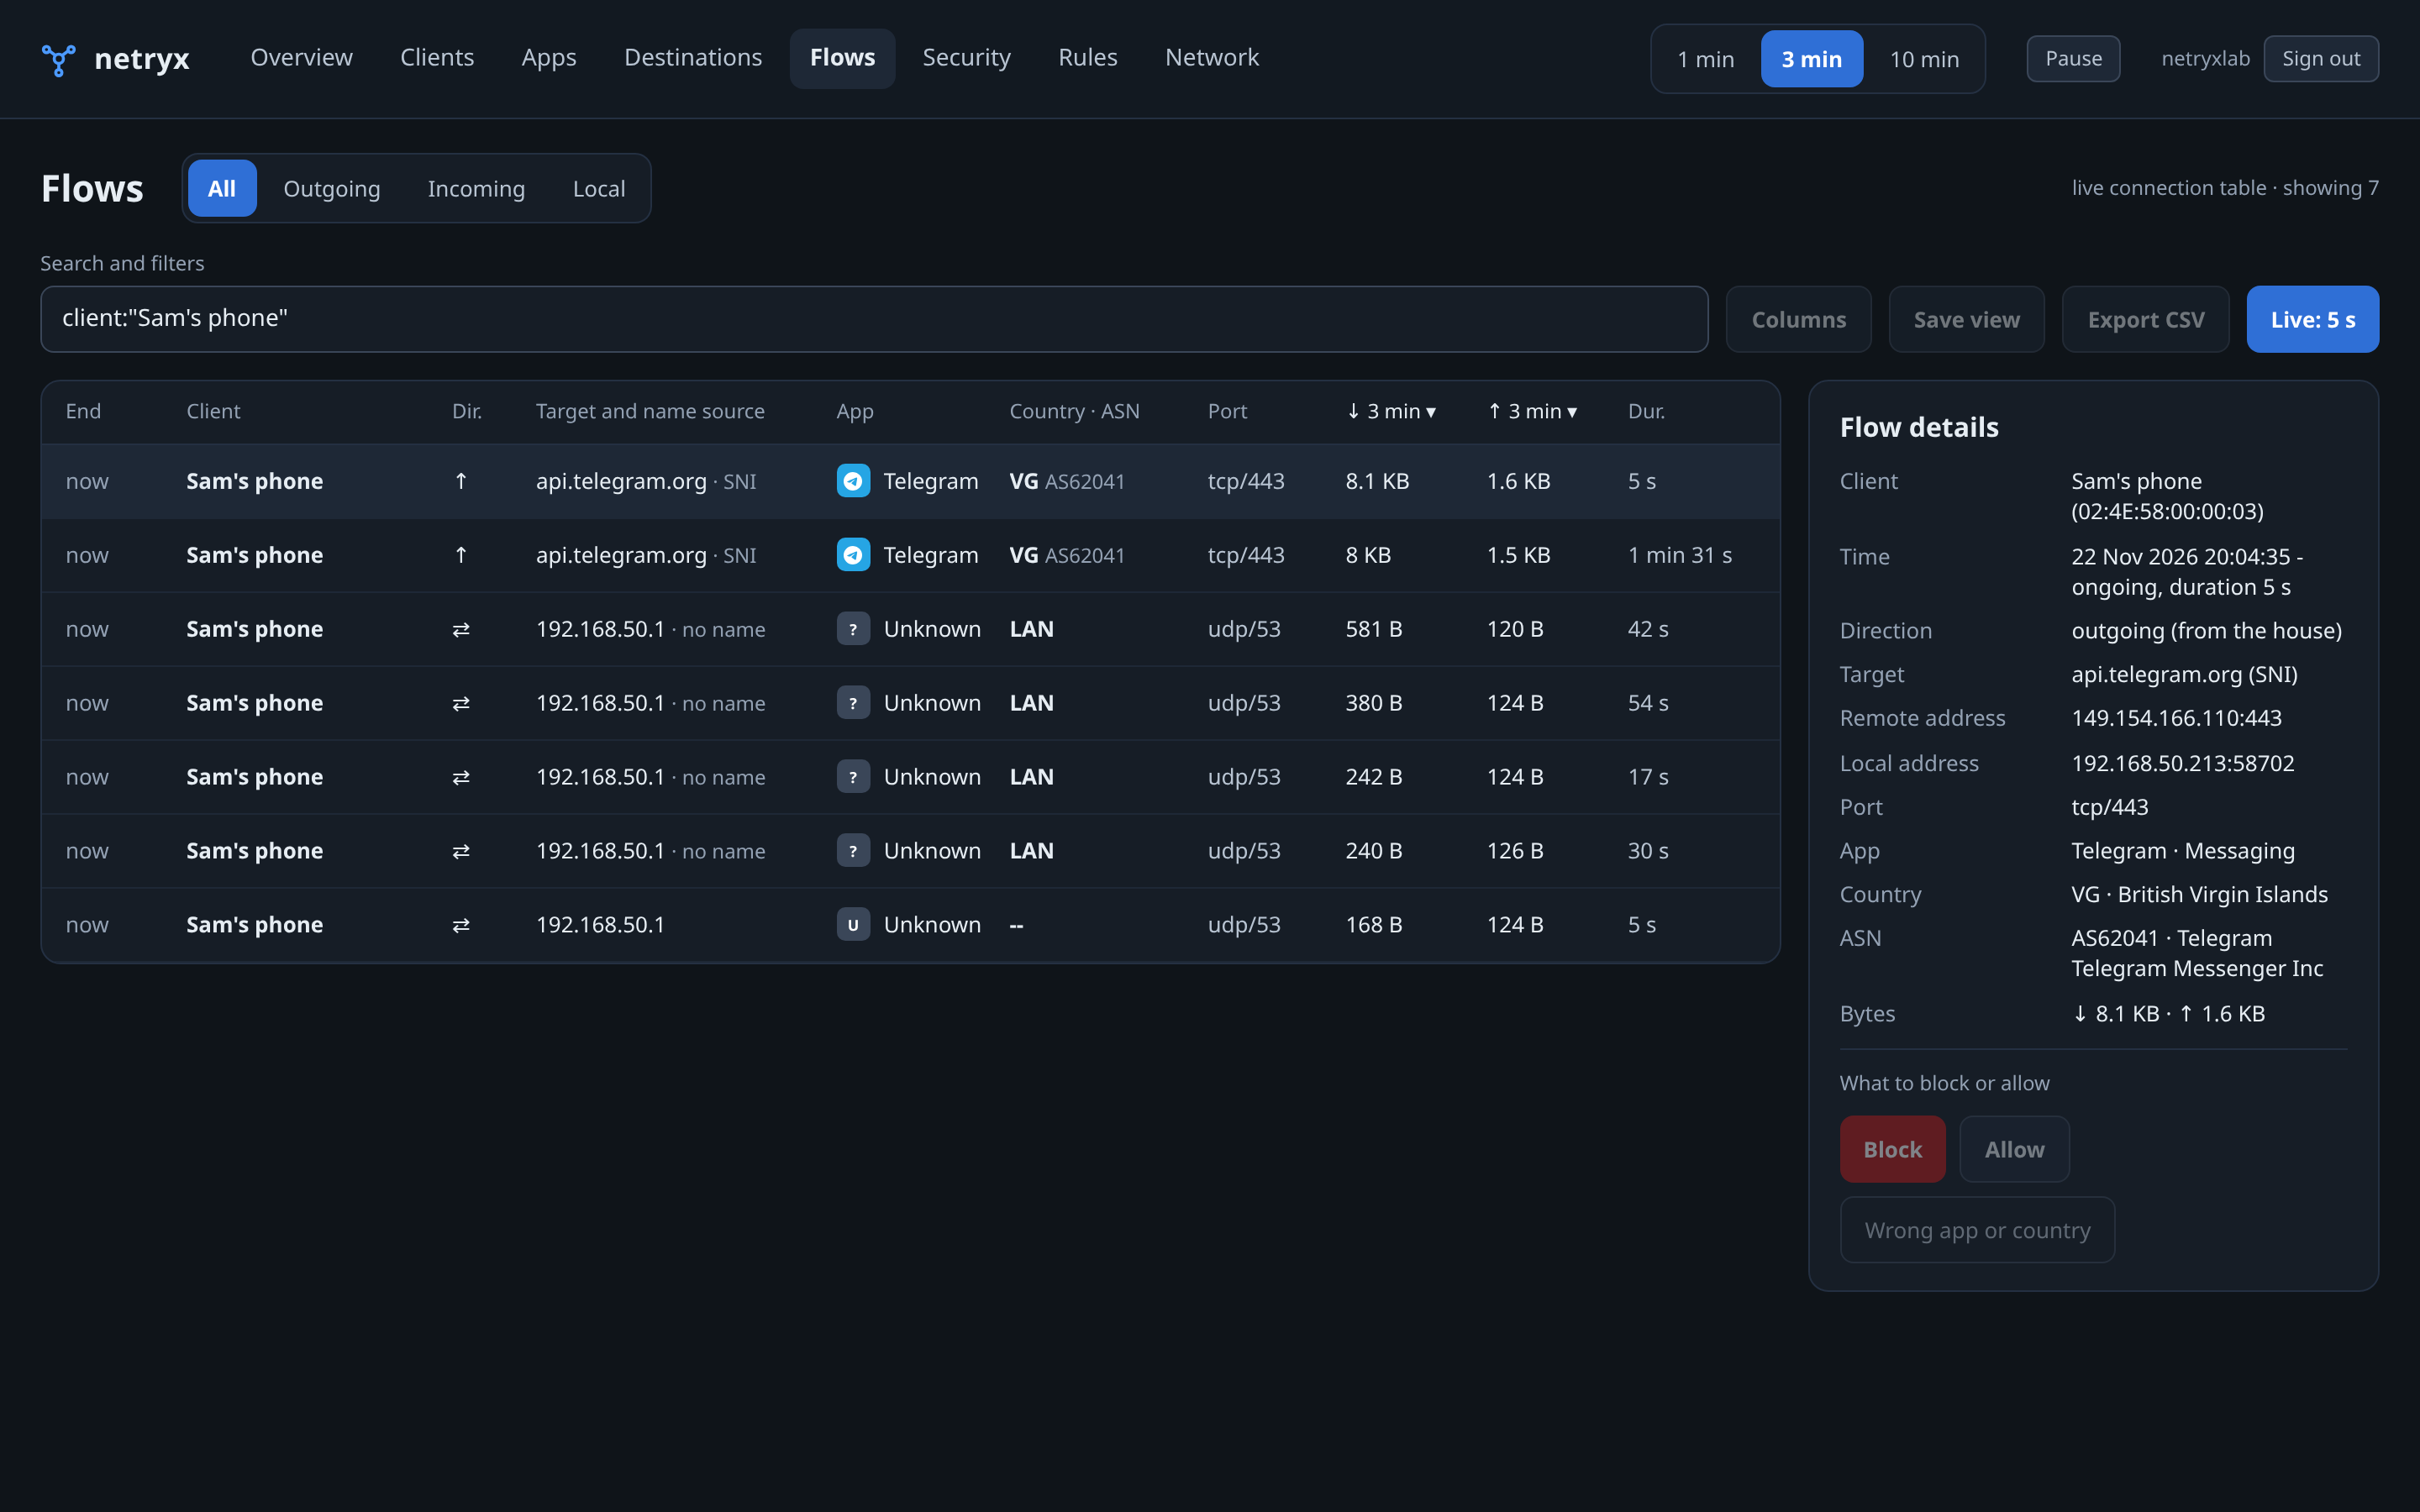 netryx Overview Clients Apps Destinations Flows Security Rules Network 1 min 3 min 10 min Pause netryxlab Sign out
Flows All Outgoing Incoming Local live connection table · showing 7
Search and filters
client:"Sam's phone" Columns Save view Export CSV Live: 5 s
End Client Dir. Target and name source App Country · ASN Port ↓ 3 min ▾ ↑ 3 min ▾ Dur.
now Sam's phone ↑ api.telegram.org · SNI Telegram VG AS62041 tcp/443 8.1 KB 1.6 KB 5 s
now Sam's phone ↑ api.telegram.org · SNI Telegram VG AS62041 tcp/443 8 KB 1.5 KB 1 min 31 s
now Sam's phone ⇄ 192.168.50.1 · no name ? Unknown LAN udp/53 581 B 120 B 42 s
now Sam's phone ⇄ 192.168.50.1 · no name ? Unknown LAN udp/53 380 B 124 B 54 s
now Sam's phone ⇄ 192.168.50.1 · no name ? Unknown LAN udp/53 242 B 124 B 17 s
now Sam's phone ⇄ 192.168.50.1 · no name ? Unknown LAN udp/53 240 B 126 B 30 s
now Sam's phone ⇄ 192.168.50.1 U Unknown -- udp/53 168 B 124 B 5 s
Flow details
Client Sam's phone
(02:4E:58:00:00:03)
Time 22 Nov 2026 20:04:35 -
ongoing, duration 5 s
Direction outgoing (from the house)
Target api.telegram.org (SNI)
Remote address 149.154.166.110:443
Local address 192.168.50.213:58702
Port tcp/443
App Telegram · Messaging
Country VG · British Virgin Islands
ASN AS62041 · Telegram
Telegram Messenger Inc
Bytes ↓ 8.1 KB · ↑ 1.6 KB
What to block or allow
Block Allow
Wrong app or country